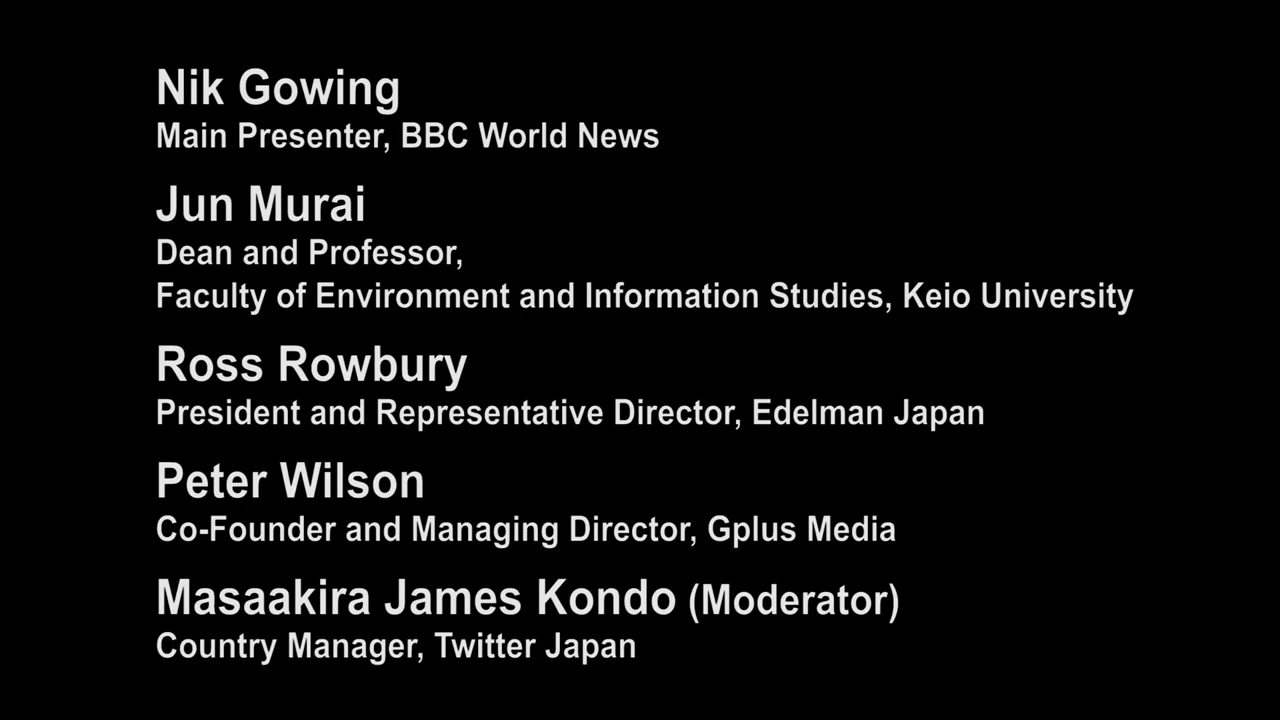 Nik Gowing
Main Presenter, BBC World News
Jun Murai
Dean and Professor,
Faculty of Environment and Information Studies, Keio University
Ross Rowbury
President and Representative Director, Edelman Japan
Peter Wilson
Co-Founder and Managing Director, Gplus Media
Masaakira James Kondo (Moderator)
Country Manager, Twitter Japan